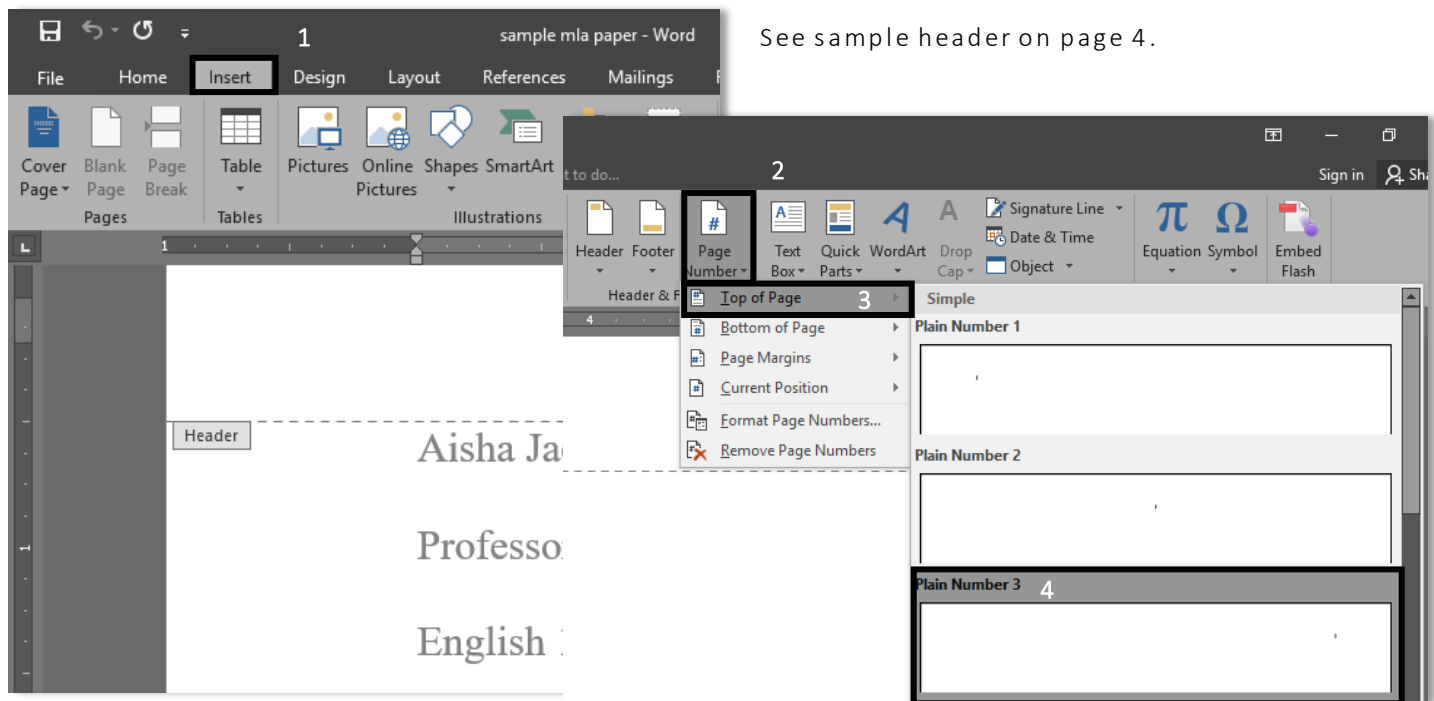 1
sample mla paper - Word
See sample header on page 4.
File Home Insert Design Layout References Mailings
Cover Page
Blank Page
Page Break
Table
Pictures
Online Pictures
Shapes
SmartArt
Pages
Tables
Illustrations
L
1
Header
Aisha
English
2
t to do...
Sign in
Header
Footer
Page Number
#
Text Box
Quick Parts
WordArt
Drop Cap
Signature Line
Date & Time
Object
Equation
Symbol
Embed Flash
π
Ω
Header & F
4
Top of Page 3
Bottom of Page
Page Margins
Current Position
Format Page Numbers...
Remove Page Numbers
Simple
Plain Number 1
Plain Number 2
Plain Number 3 4